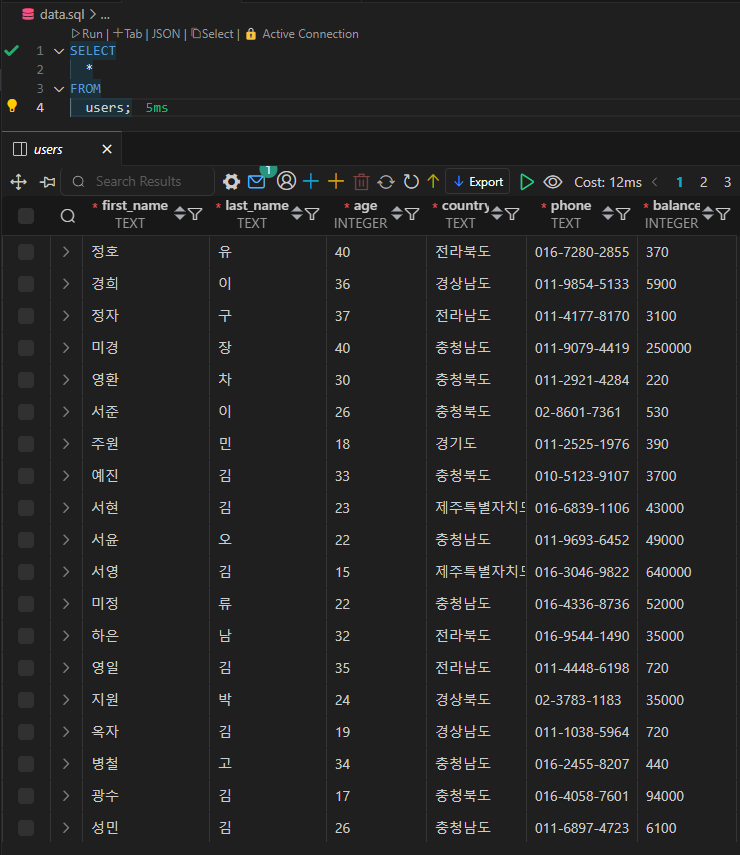 data.sql > ...
Run | +Tab | JSON | Select | Active Connection
1 SELECT
2 *
3 FROM
4 users; 5ms
users
Search Results 1 Export Cost: 12ms 1 2 3
* first_name * last_name * age * country * phone * balance
TEXT TEXT INTEGER TEXT TEXT INTEGER
정호 유 40 전라북도 016-7280-2855 370
경희 이 36 경상남도 011-9854-5133 5900
정자 구 37 전라남도 011-4177-8170 3100
미경 장 40 충청남도 011-9079-4419 250000
영환 차 30 충청북도 011-2921-4284 220
서준 이 26 충청북도 02-8601-7361 530
주원 민 18 경기도 011-2525-1976 390
예진 김 33 충청북도 010-5123-9107 3700
서현 김 23 제주특별자치도 016-6839-1106 43000
서윤 오 22 충청남도 011-9693-6452 49000
서영 김 15 제주특별자치도 016-3046-9822 640000
미정 류 22 충청남도 016-4336-8736 52000
하은 남 32 전라북도 016-9544-1490 35000
영일 김 35 전라남도 011-4448-6198 720
지원 박 24 경상북도 02-3783-1183 35000
옥자 김 19 경상남도 011-1038-5964 720
병철 고 34 충청남도 016-2455-8207 440
광수 김 17 충청북도 016-4058-7601 94000
성민 김 26 충청남도 011-6897-4723 6100